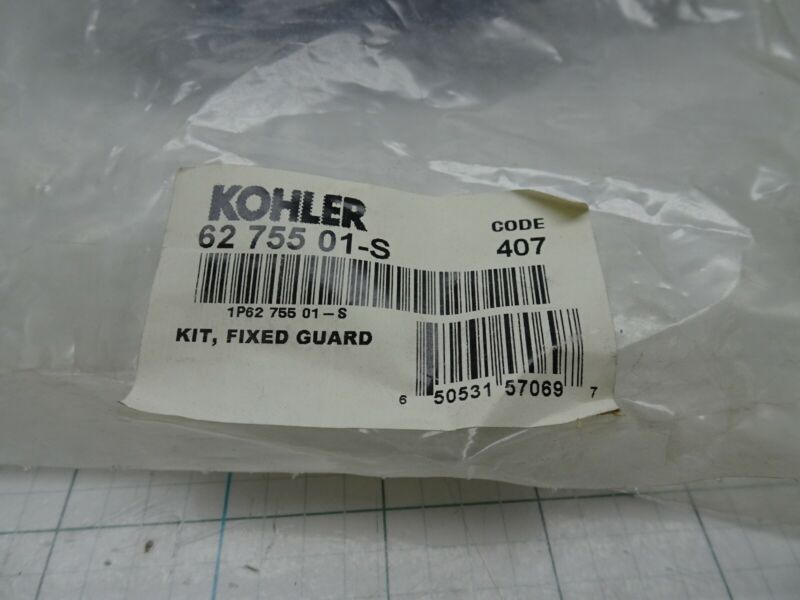 KOHLER
62 755 01-S
CODE
407
1P62 755 01-S
KIT, FIXED GUARD
6 50531 57069 7